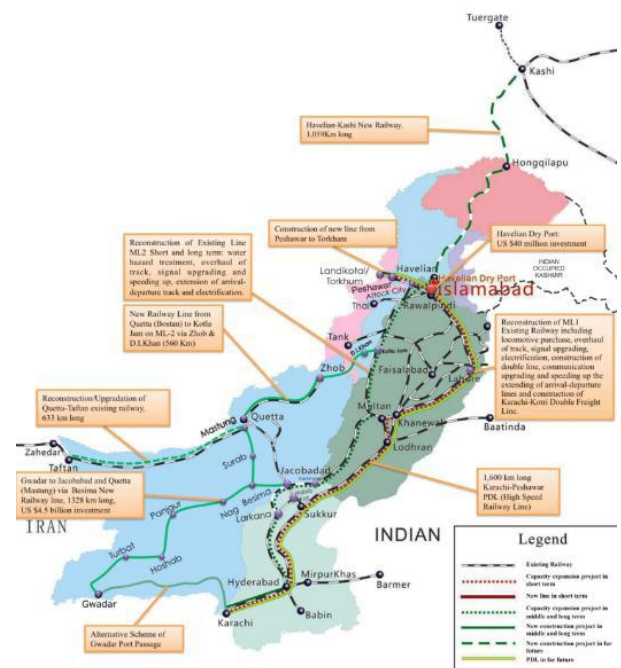 Tuergate
Kashi
Havelian-Kashi New Railway,
1,059Km long
Hongqilapu
Construction of new line from
Peshawar to Torkham
Havelian Dry Port:
US $40 million investment
Reconstruction of Existing Line
ML2 Short and long term: water
hazard treatment, overhaul of
track, signal upgrading and
speeding up, extension of arrival-
departure track and electrification.
Landikotal/
Torkhum
Havelian
Havelian Dry Port
Peshawar
Attock City
Islamabad
Rawalpindi
INDIAN
OCCUPIED
KASHMIR
Thal
New Railway Line from
Quetta (Bostan) to Kotla
Jam on ML-2 via Zhob &
D.I.Khan (560 Km)
Tank
D.I.Khan
Kotla Jam
Reconstruction of ML1
Existing Railway including
locomotive purchase, overhaul
of track, signal upgrading,
electrification, construction of
double line, communication
upgrading and speeding up the
extending of arrival-departure
lines and construction of
Karachi-Kotri Double Freight
Line.
Zhob
Faisalabad
Lahore
Reconstruction/Upgradation of
Quetta-Taftan existing railway,
633 km long
Multan
Khanewal
Baatinda
Mastung
Quetta
Lodhran
Zahedar
Taftan
Surab
Jacobabad
Gwadar to Jacobabad and Quetta
(Mastung) via Besima New
Railway line, 1328 km long,
US $4.5 billion investment
1,600 km long
Karachi-Peshawar
PDL (High Speed
Railway Line)
Besima
Nag
Panjgur
Larkana
Sukkur
IRAN
INDIAN
Turbat
Hoshab
Hyderabad
MirpurKhas
Barmer
Gwadar
Babin
Karachi
Alternative Scheme of
Gwadar Port Passage
Legend
Existing Railway
Capacity expansion project in
short term
New line in short term
Capacity expansion project in
middle and long term
New construction project in
middle and long term
New construction project in far
future
PDL in far future